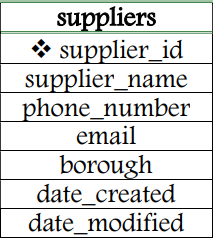 suppliers
❖ supplier_id
supplier_name
phone_number
email
borough
date_created
date_modified